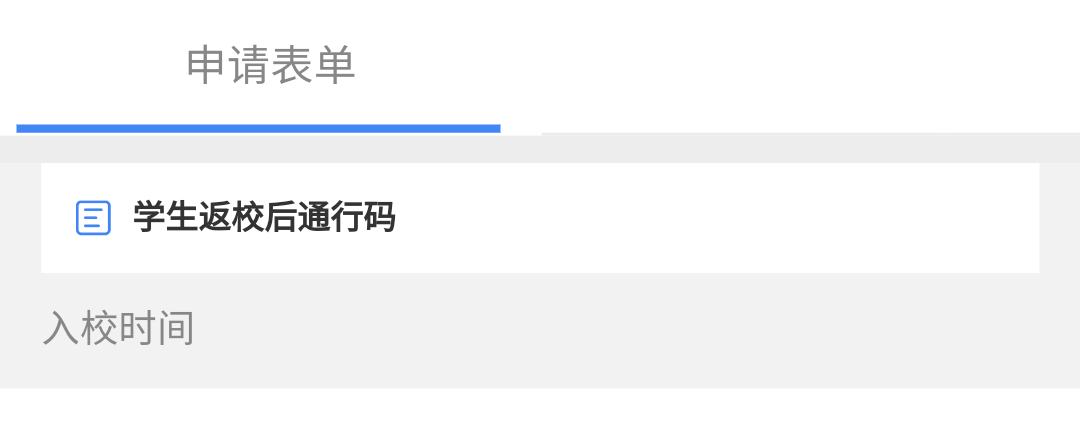 申请表单
学生返校后通行码
入校时间